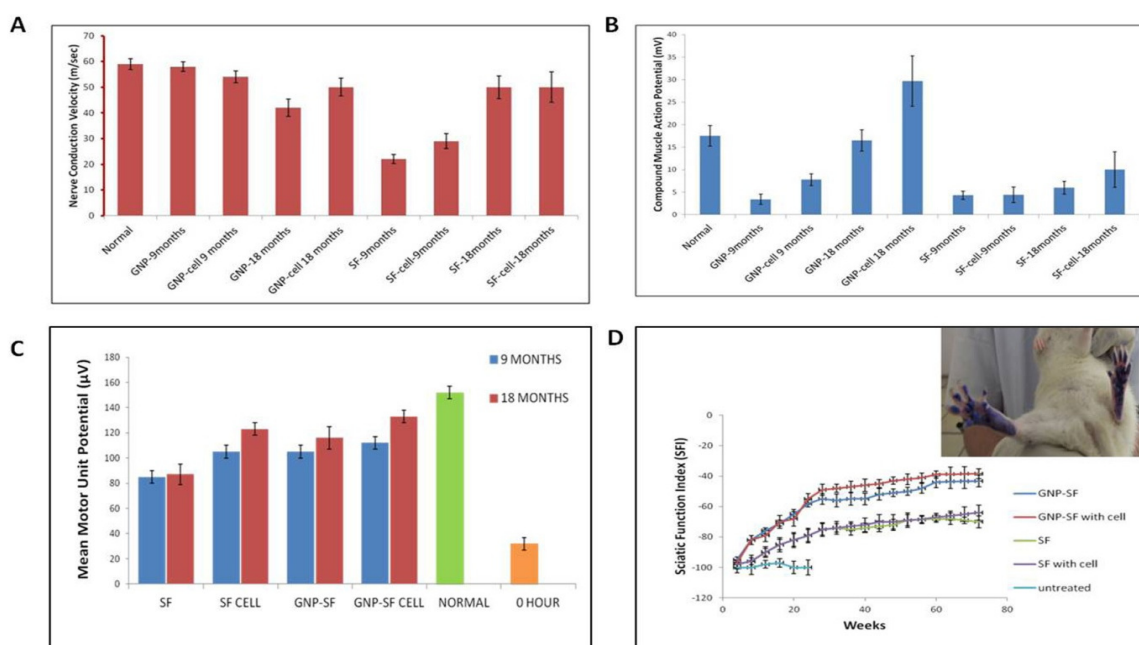 A
Nerve Conduction Velocity (m/sec)
70
60
50
40
30
20
10
0
Normal
GNP-9months
GNP-cell 9 months
GNP-18 months
GNP-cell 18 months
SF-9months
SF-cell-9months
SF-18months
SF-cell-18months
B
Compound Muscle Action Potential (mV)
40
35
30
25
20
15
10
5
0
Normal
GNP-9months
GNP-cell 9 months
GNP-18 months
GNP-cell 18 months
SF-9months
SF-cell-9months
SF-18months
SF-cell-18months
C
Mean Motor Unit Potential (µV)
180
160
140
120
100
80
60
40
20
0
SF
SF CELL
GNP-SF
GNP-SF CELL
NORMAL
0 HOUR
9 MONTHS
18 MONTHS
D
Sciatic Function Index (SFI)
-0
-20
-40
-60
-80
-100
-120
0
20
40
60
80
Weeks
GNP-SF
GNP-SF with cell
SF
SF with cell
untreated